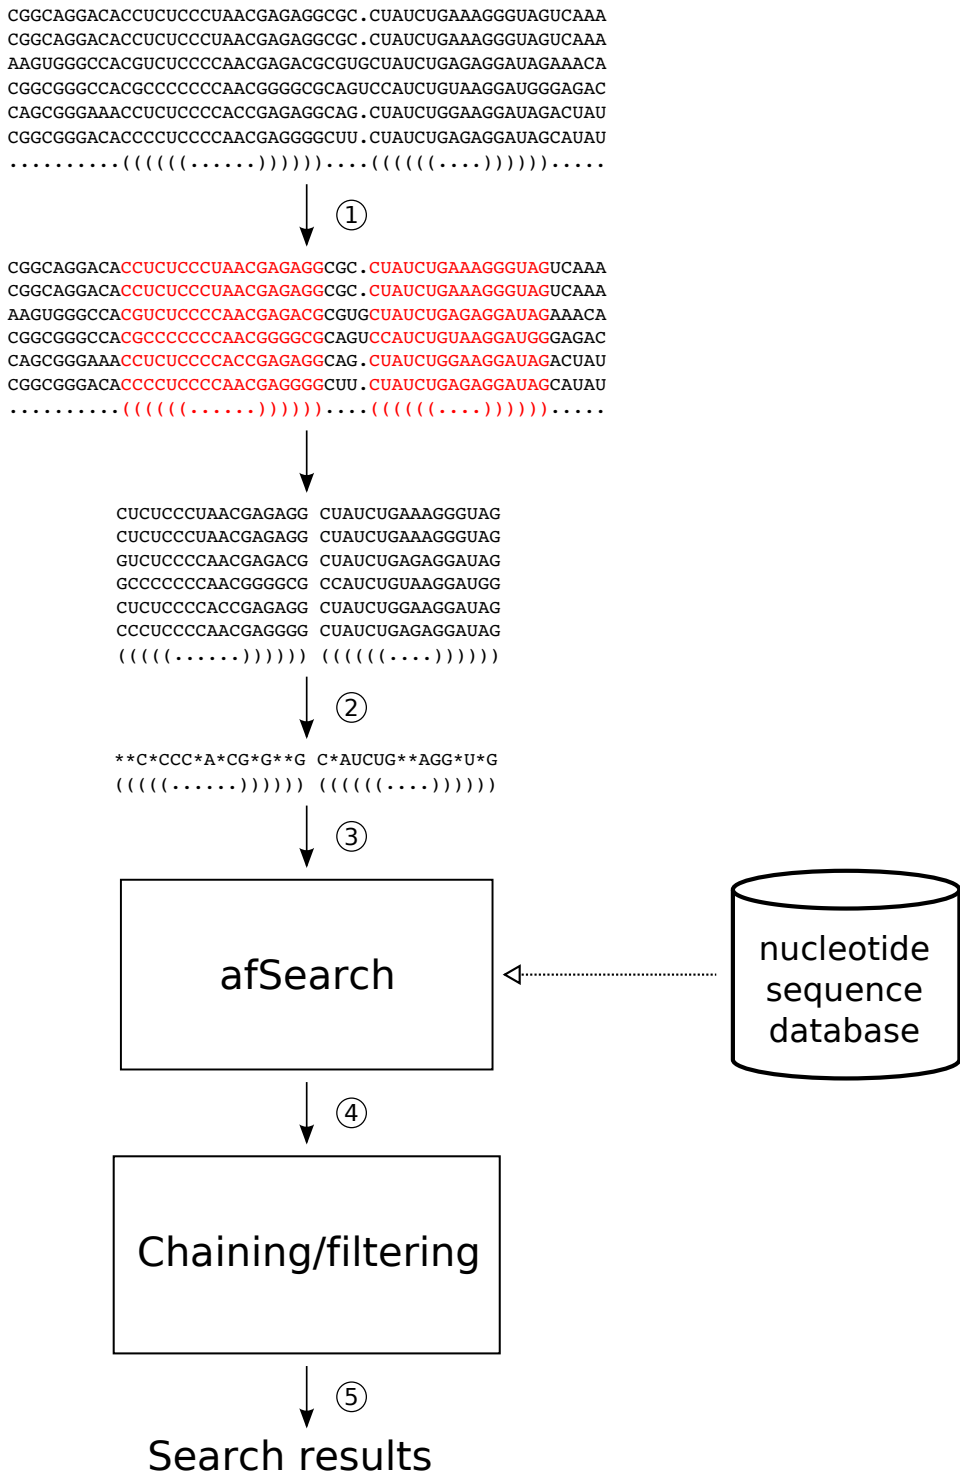 CGGCAGGACACCUCUCCCUAACGAGAGGCGC.CUAUCUGAAAGGGUAGUCAAA
CGGCAGGACACCUCUCCCUAACGAGAGGCGC.CUAUCUGAAAGGGUAGUCAAA
AAGUGGGCCACGUCUCCCCAACGAGACGCGUGCUAUCUGAGAGGAUAGAAACA
CGGCGGGCCACGCCCCCCCAACGGGGCGCAGUCCAUCUGUAAGGAUGGGAGAC
CAGCGGGAAACCUCUCCCCACCGAGAGGCAG.CUAUCUGGAAGGAUAGACUAU
CGGCGGGACACCCCUCCCCAACGAGGGGCUU.CUAUCUGAGAGGAUAGCAUAU
..........((((((......))))))....((((((....)))))).....
①
CGGCAGGACACCUCUCCCUAACGAGAGGCGC.CUAUCUGAAAGGGUAGUCAAA
CGGCAGGACACCUCUCCCUAACGAGAGGCGC.CUAUCUGAAAGGGUAGUCAAA
AAGUGGGCCACGUCUCCCCAACGAGACGCGUGCUAUCUGAGAGGAUAGAAACA
CGGCGGGCCACGCCCCCCCAACGGGGCGCAGUCCAUCUGUAAGGAUGGGAGAC
CAGCGGGAAACCUCUCCCCACCGAGAGGCAG.CUAUCUGGAAGGAUAGACUAU
CGGCGGGACACCCCUCCCCAACGAGGGGCUU.CUAUCUGAGAGGAUAGCAUAU
..........((((((......))))))....((((((....)))))).....
CUCUCCCUAACGAGAGG CUAUCUGAAAGGGUAG
CUCUCCCUAACGAGAGG CUAUCUGAAAGGGUAG
GUCUCCCCAACGAGACG CUAUCUGAGAGGAUAG
GCCCCCCCAACGGGGCG CCAUCUGUAAGGAUGG
CUCUCCCCACCGAGAGG CUAUCUGGAAGGAUAG
CCCUCCCCAACGAGGGG CUAUCUGAGAGGAUAG
(((((......)))))) ((((((....))))))
②
**C*CCC*A*CG*G**G C*AUCUG**AGG*U*G
(((((......)))))) ((((((....))))))
③
afSearch
nucleotide
sequence
database
④
Chaining/filtering
⑤
Search results